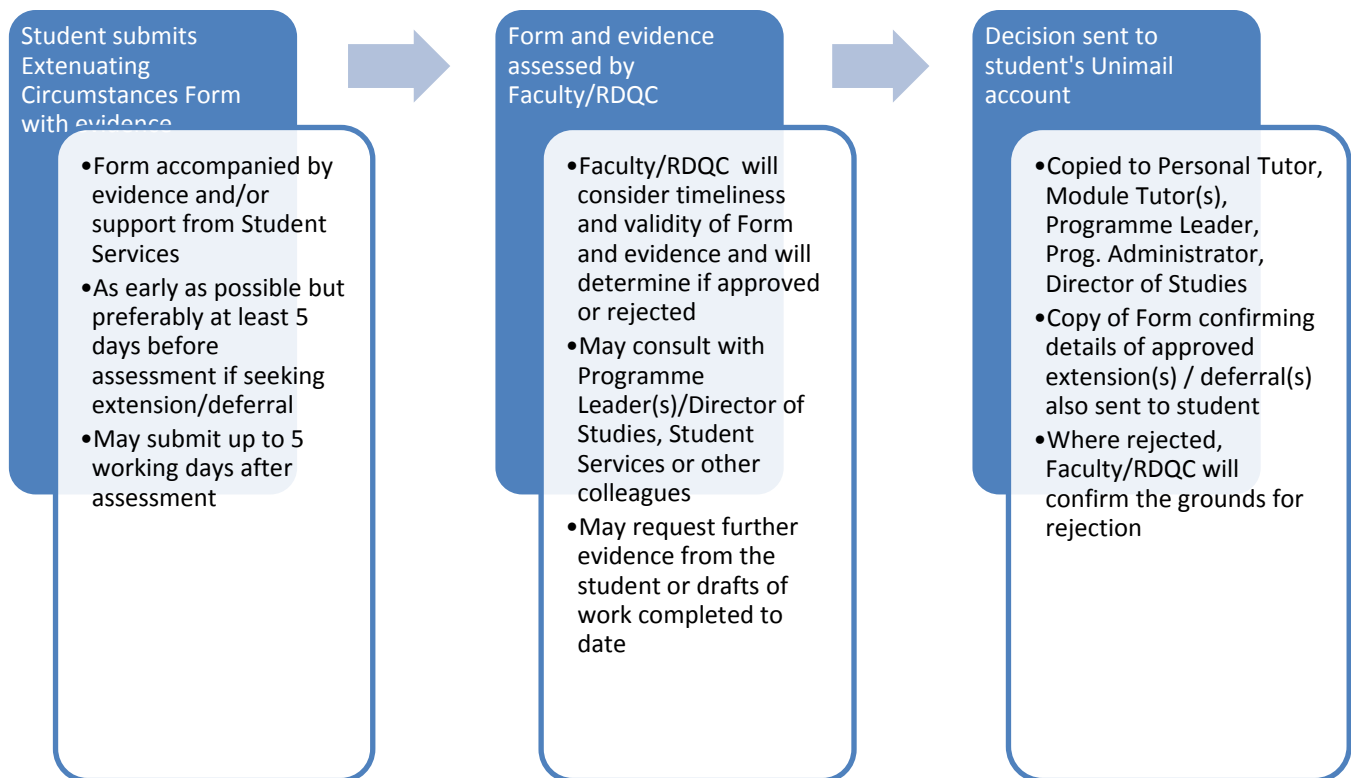 Student submits
Extenuating
Circumstances Form
with evidence
•Form accompanied by
evidence and/or
support from Student
Services
•As early as possible but
preferably at least 5
days before
assessment if seeking
extension/deferral
•May submit up to 5
working days after
assessment
Form and evidence
assessed by
Faculty/RDQC
•Faculty/RDQC will
consider timeliness
and validity of Form
and evidence and will
determine if approved
or rejected
•May consult with
Programme
Leader(s)/Director of
Studies, Student
Services or other
colleagues
•May request further
evidence from the
student or drafts of
work completed to
date
Decision sent to
student's Unimail
account
•Copied to Personal Tutor,
Module Tutor(s),
Programme Leader,
Prog. Administrator,
Director of Studies
•Copy of Form confirming
details of approved
extension(s) / deferral(s)
also sent to student
•Where rejected,
Faculty/RDQC will
confirm the grounds for
rejection